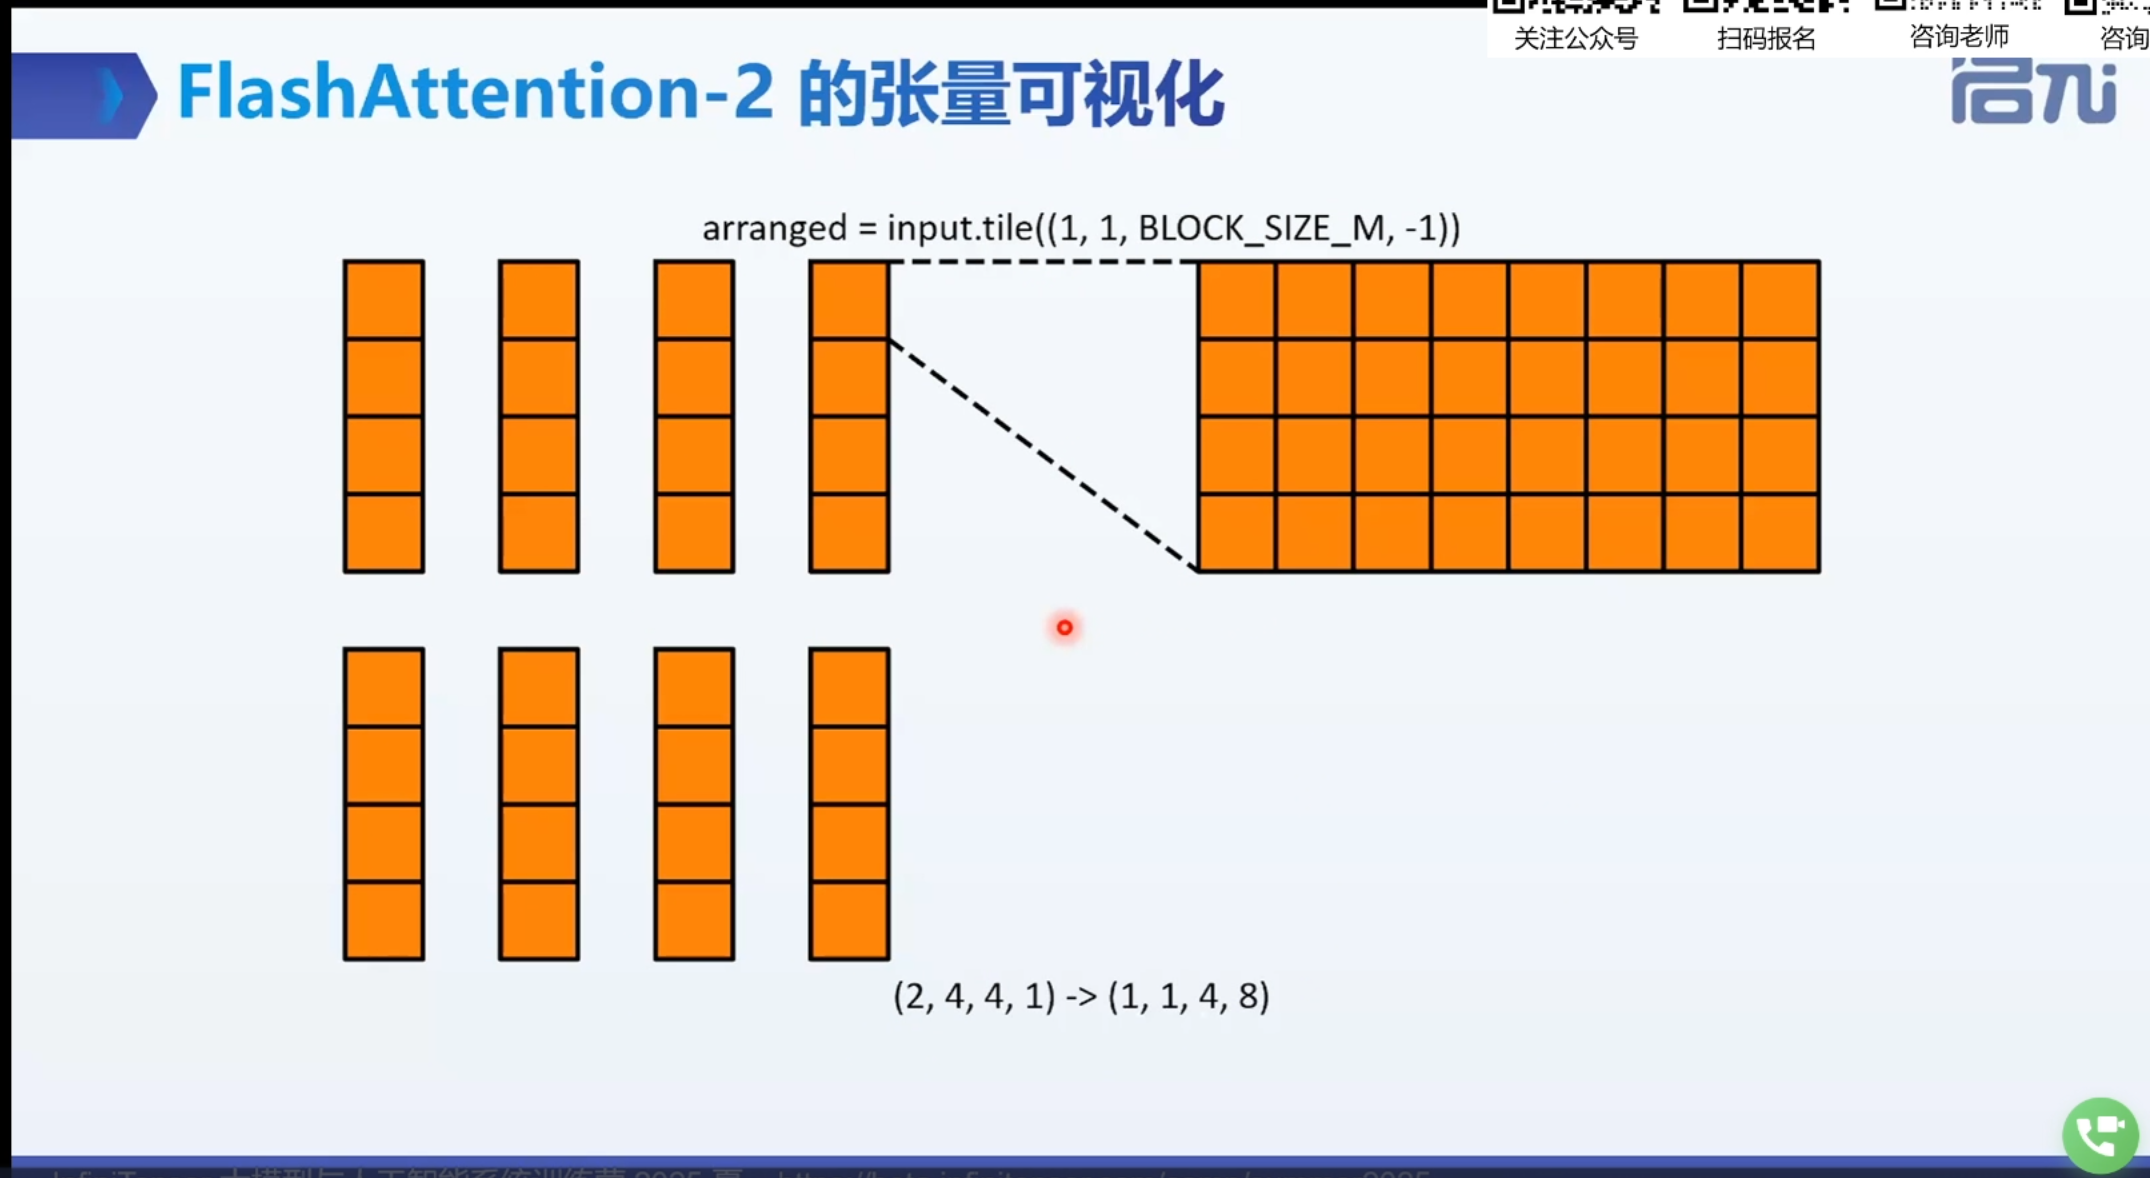 关注公众号
扫码报名
咨询老师
咨询
FlashAttention-2 的张量可视化
启元
arranged = input.tile((1, 1, BLOCK_SIZE_M, -1))
(2, 4, 4, 1) -> (1, 1, 4, 8)